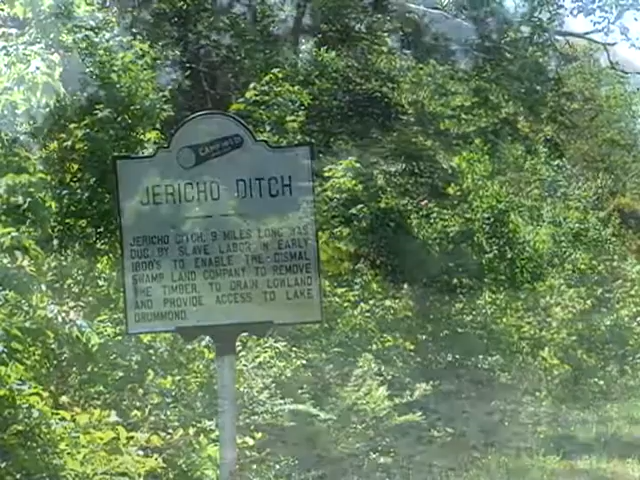 CAMFIELD
JERICHO DITCH
JERICHO DITCH, 9 MILES LONG WAS
DUG BY SLAVE LABOR IN EARLY
1800'S TO ENABLE THE DISMAL
SWAMP LAND COMPANY TO REMOVE
THE TIMBER, TO DRAIN LOWLAND
AND PROVIDE ACCESS TO LAKE
DRUMMOND.